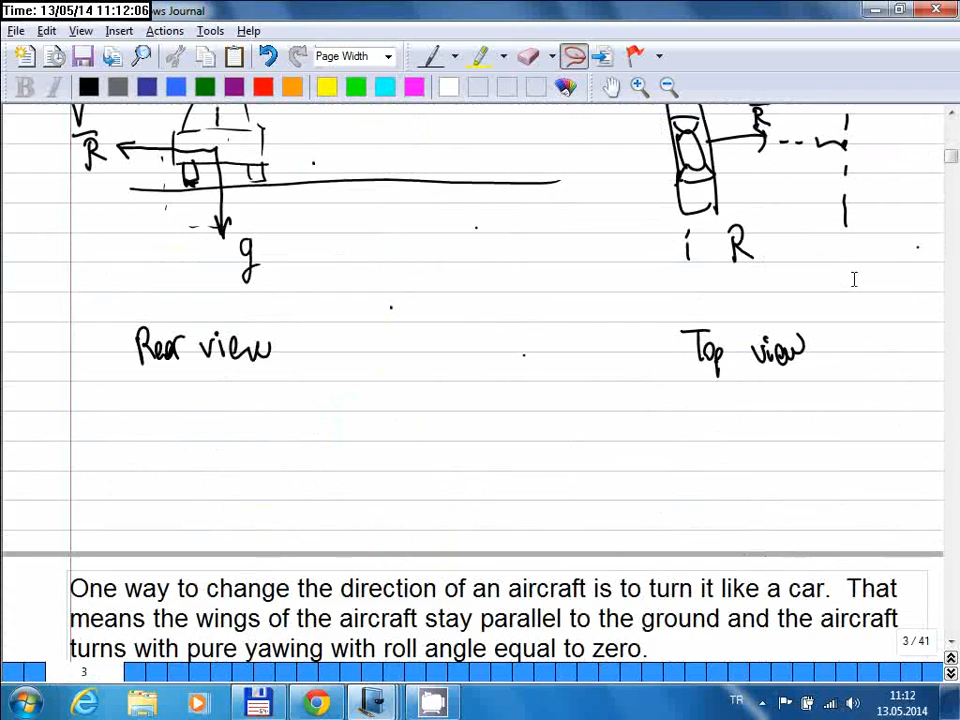 Time: 13/05/14 11:12:06
ows Journal
File Edit View Insert Actions Tools Help
Page Width
B I
V
R
R
g
i R
Rear view
Top view
One way to change the direction of an aircraft is to turn it like a car. That
means the wings of the aircraft stay parallel to the ground and the aircraft
turns with pure yawing with roll angle equal to zero.
3 / 41
3
TR
11:12
13.05.2014